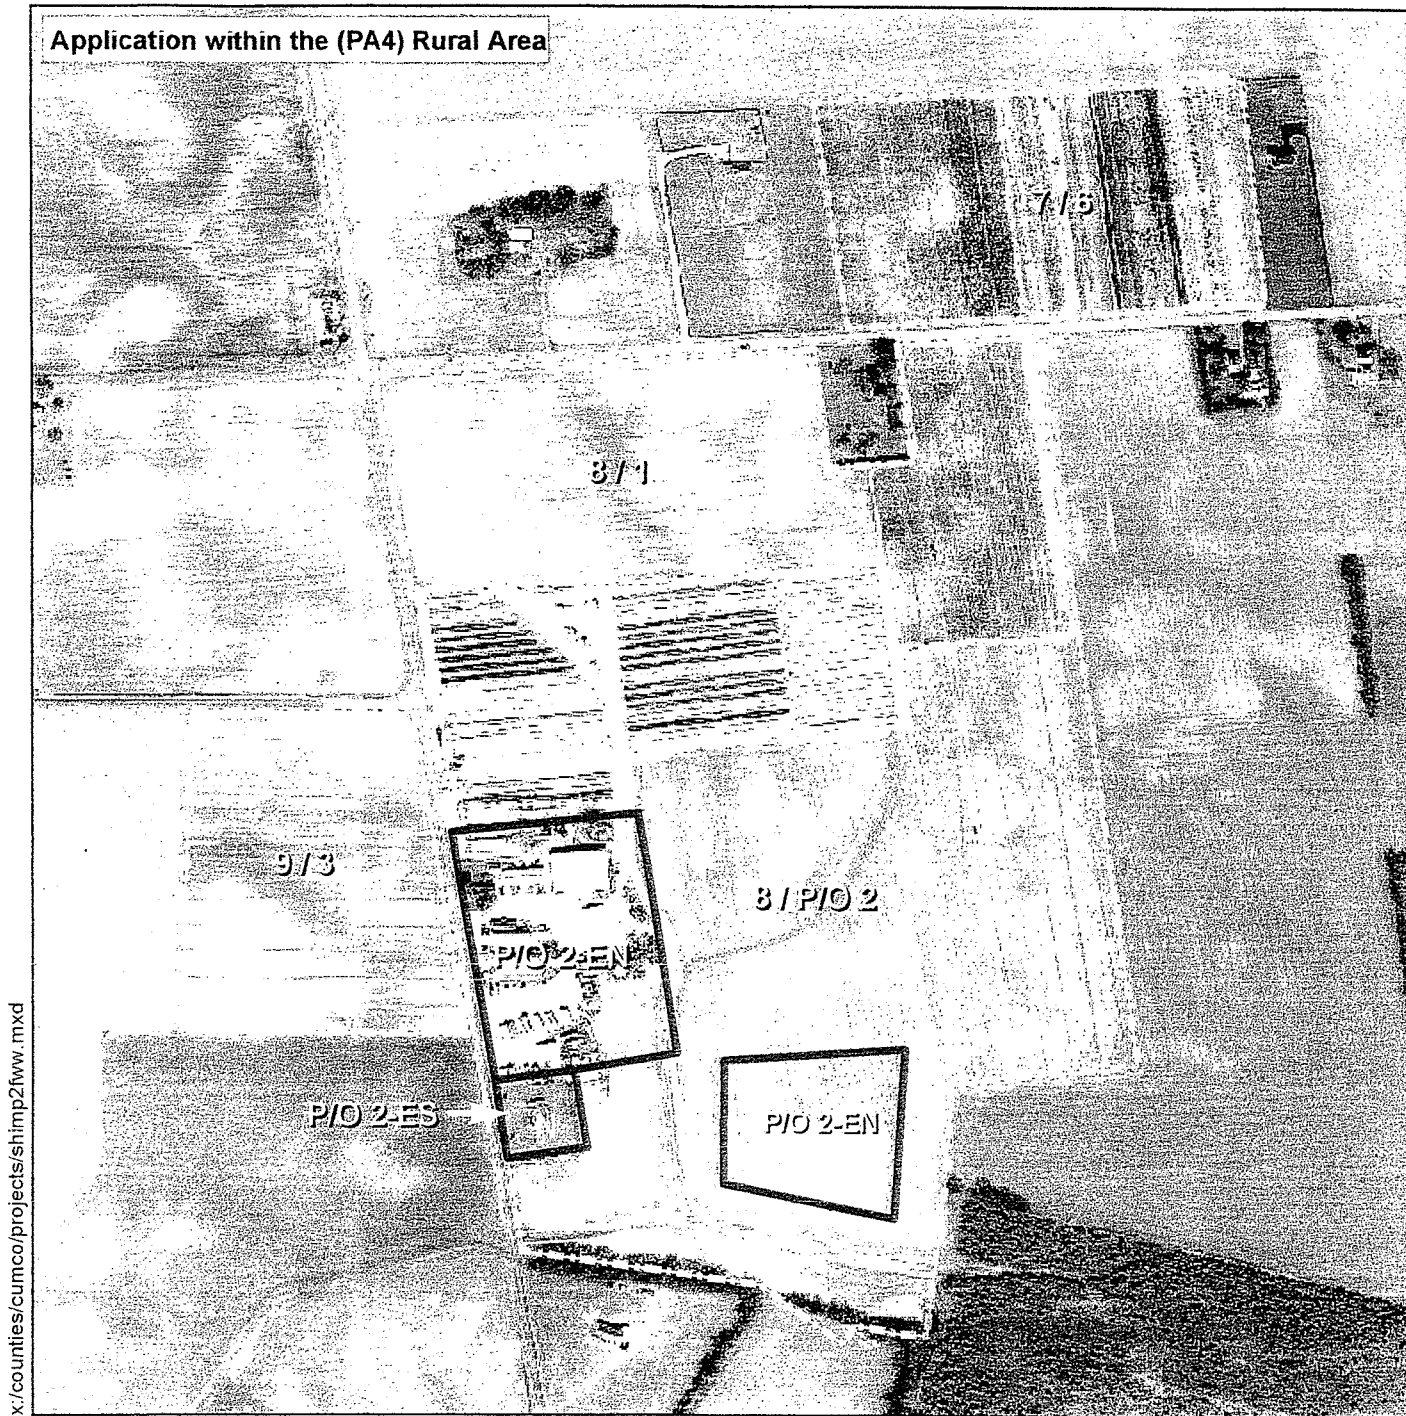 Application within the (PA4) Rural Area
7 / 6
8 / 1
9 / 3
8 / P/O 2
P/O 2-EN
P/O 2-ES
P/O 2-EN
x:/counties/cumco/projects/shimp2fww.mxd